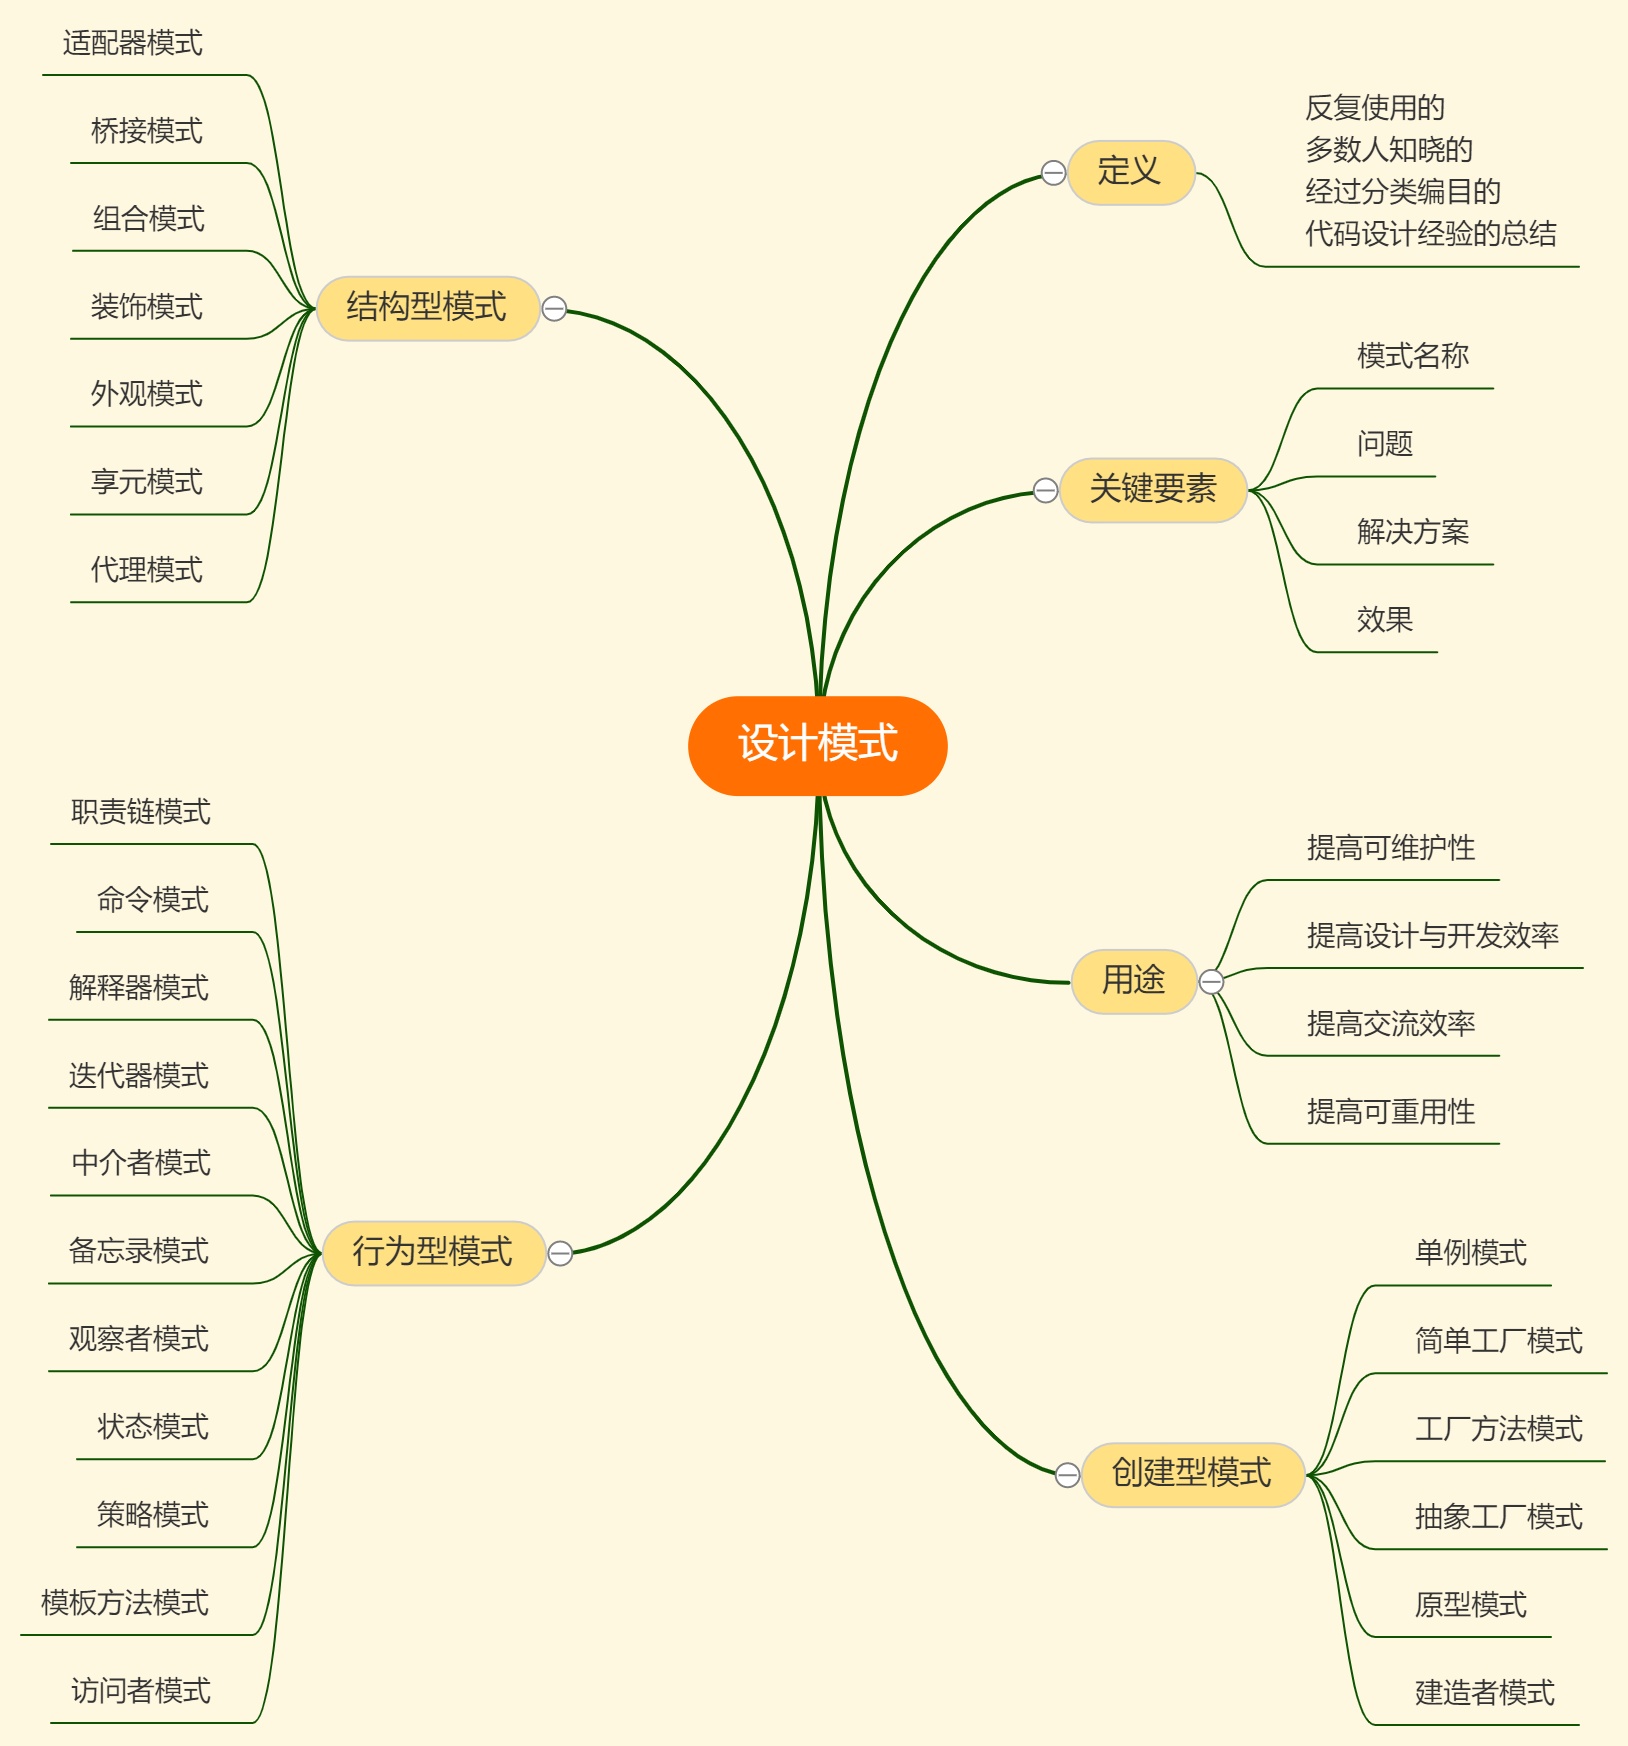 设计模式
定义
反复使用的
多数人知晓的
经过分类编目的
代码设计经验的总结
关键要素
模式名称
问题
解决方案
效果
用途
提高可维护性
提高设计与开发效率
提高交流效率
提高可重用性
创建型模式
单例模式
简单工厂模式
工厂方法模式
抽象工厂模式
原型模式
建造者模式
结构型模式
适配器模式
桥接模式
组合模式
装饰模式
外观模式
享元模式
代理模式
行为型模式
职责链模式
命令模式
解释器模式
迭代器模式
中介者模式
备忘录模式
观察者模式
状态模式
策略模式
模板方法模式
访问者模式